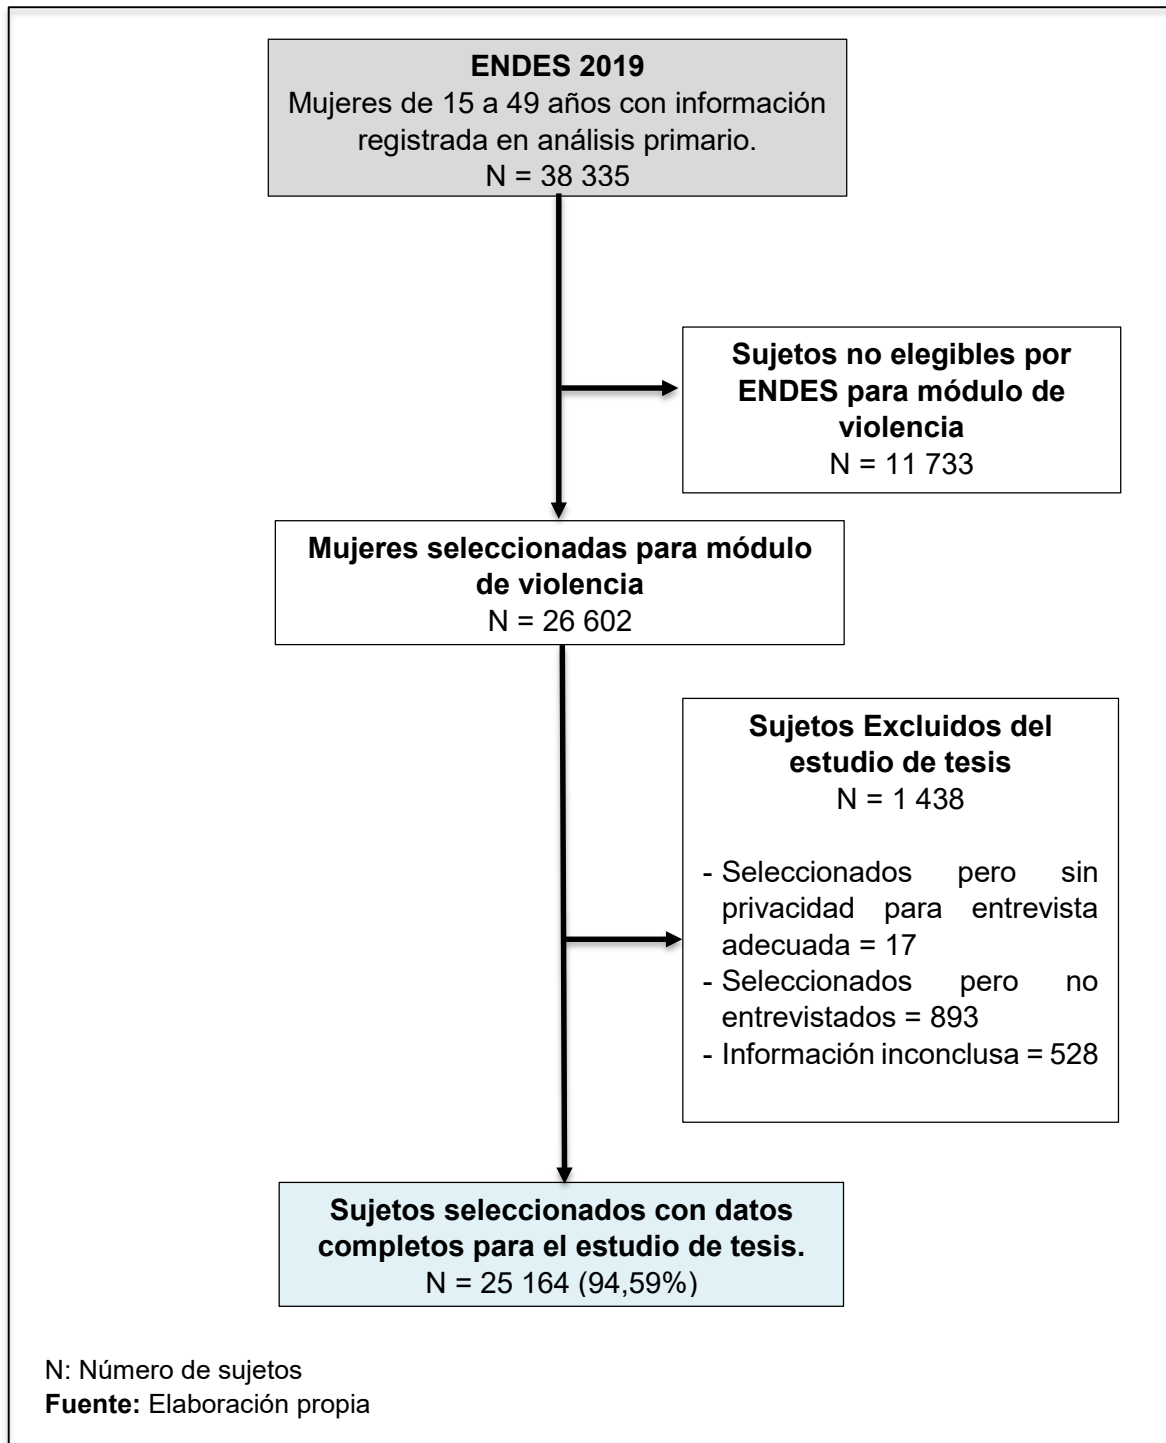 ENDES 2019
Mujeres de 15 a 49 años con información
registrada en análisis primario.
N = 38 335
Sujetos no elegibles por
ENDES para módulo de
violencia
N = 11 733
Mujeres seleccionadas para módulo
de violencia
N = 26 602
Sujetos Excluidos del
estudio de tesis
N = 1 438
- Seleccionados pero sin
privacidad para entrevista
adecuada = 17
- Seleccionados pero no
entrevistados = 893
- Información inconclusa = 528
Sujetos seleccionados con datos
completos para el estudio de tesis.
N = 25 164 (94,59%)
N: Número de sujetos
Fuente: Elaboración propia